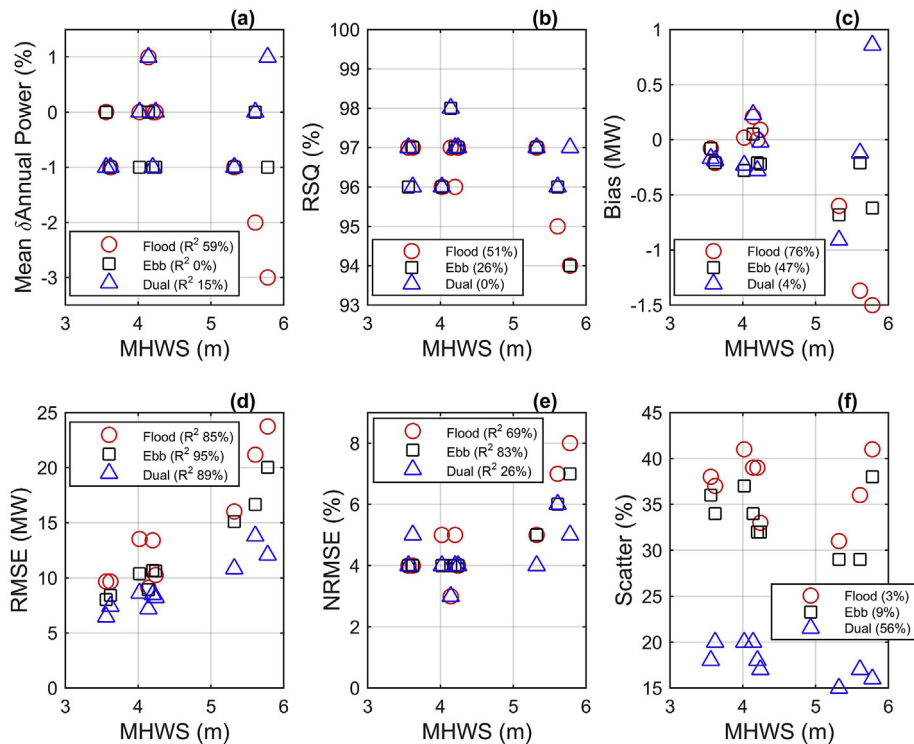 (a)
Mean δAnnual Power (%)
1
0
-1
-2
-3
Flood (R² 59%)
Ebb (R² 0%)
Dual (R² 15%)
3 4 5 6
MHWS (m)
(b)
RSQ (%)
100
99
98
97
96
95
94
93
Flood (51%)
Ebb (26%)
Dual (0%)
3 4 5 6
MHWS (m)
(c)
Bias (MW)
1
0.5
0
-0.5
-1
-1.5
Flood (76%)
Ebb (47%)
Dual (4%)
3 4 5 6
MHWS (m)
(d)
RMSE (MW)
25
20
15
10
5
0
Flood (R² 85%)
Ebb (R² 95%)
Dual (R² 89%)
3 4 5 6
MHWS (m)
(e)
NRMSE (%)
8
6
4
2
0
Flood (R² 69%)
Ebb (R² 83%)
Dual (R² 26%)
3 4 5 6
MHWS (m)
(f)
Scatter (%)
45
40
35
30
25
20
15
Flood (3%)
Ebb (9%)
Dual (56%)
3 4 5 6
MHWS (m)